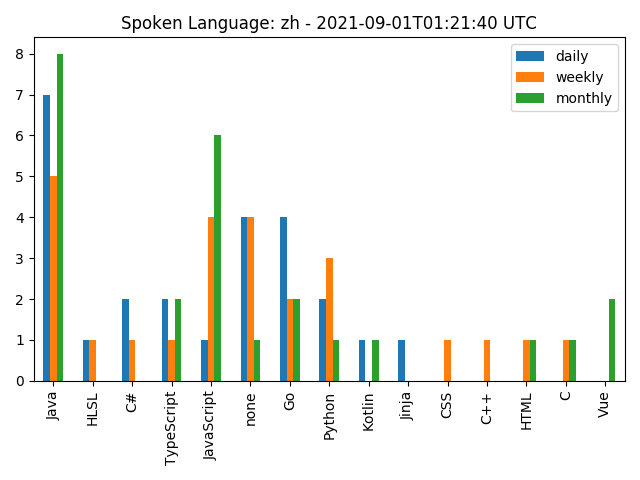 Spoken Language: zh - 2021-09-01T01:21:40 UTC
daily
weekly
monthly
8
7
6
5
4
3
2
1
0
Java
HLSL
C#
TypeScript
JavaScript
none
Go
Python
Kotlin
Jinja
CSS
C++
HTML
C
Vue